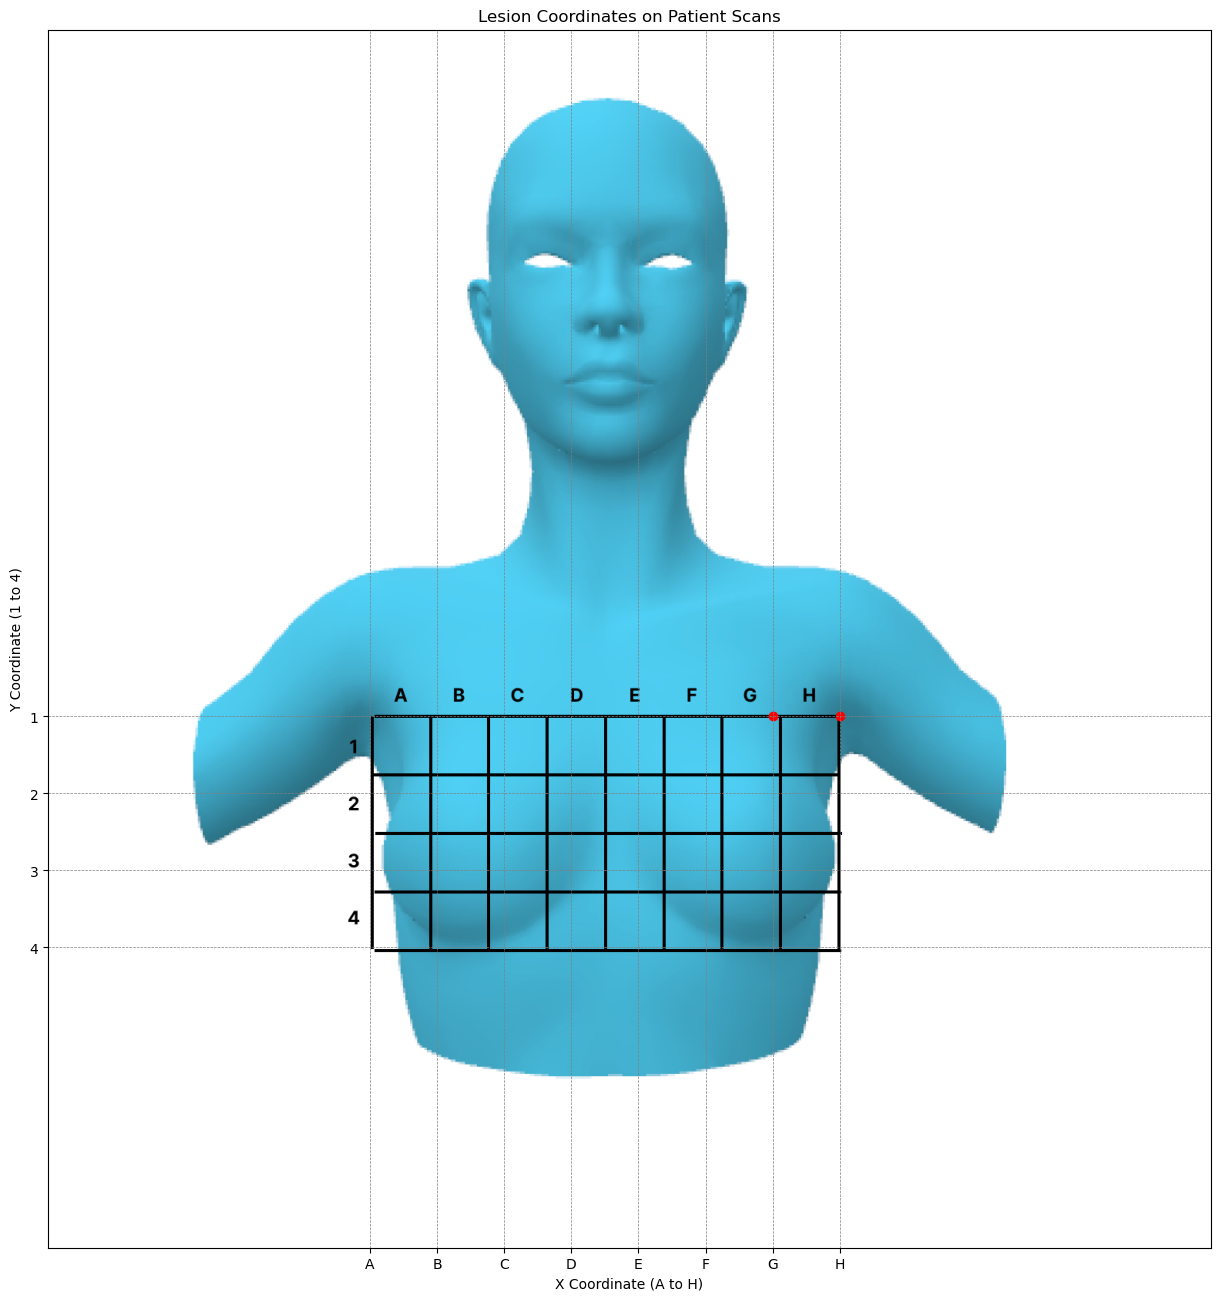 Lesion Coordinates on Patient Scans
Y Coordinate (1 to 4)
A B C D E F G H
1
2
3
4
1
2
3
4
A B C D E F G H
X Coordinate (A to H)